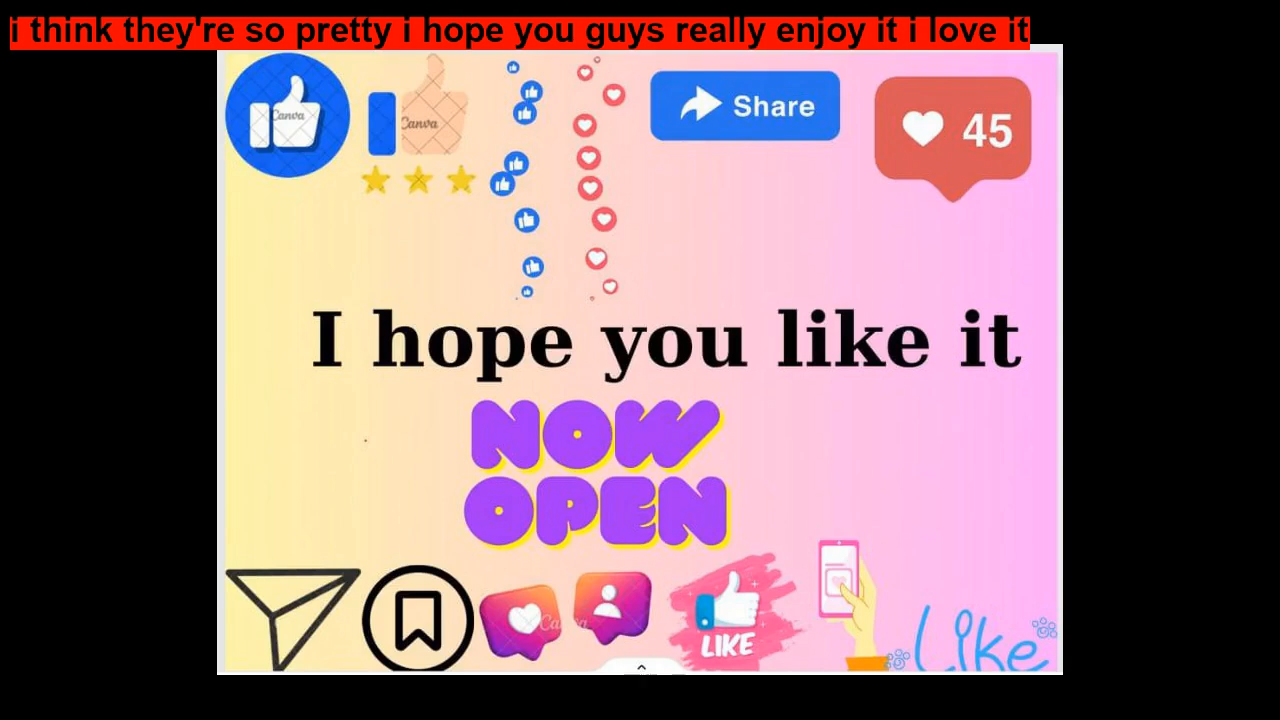 i think they're so pretty i hope you guys really enjoy it i love it
Canva
Canva
Share
45
I hope you like it
NOW
OPEN
Canva
LIKE
Like